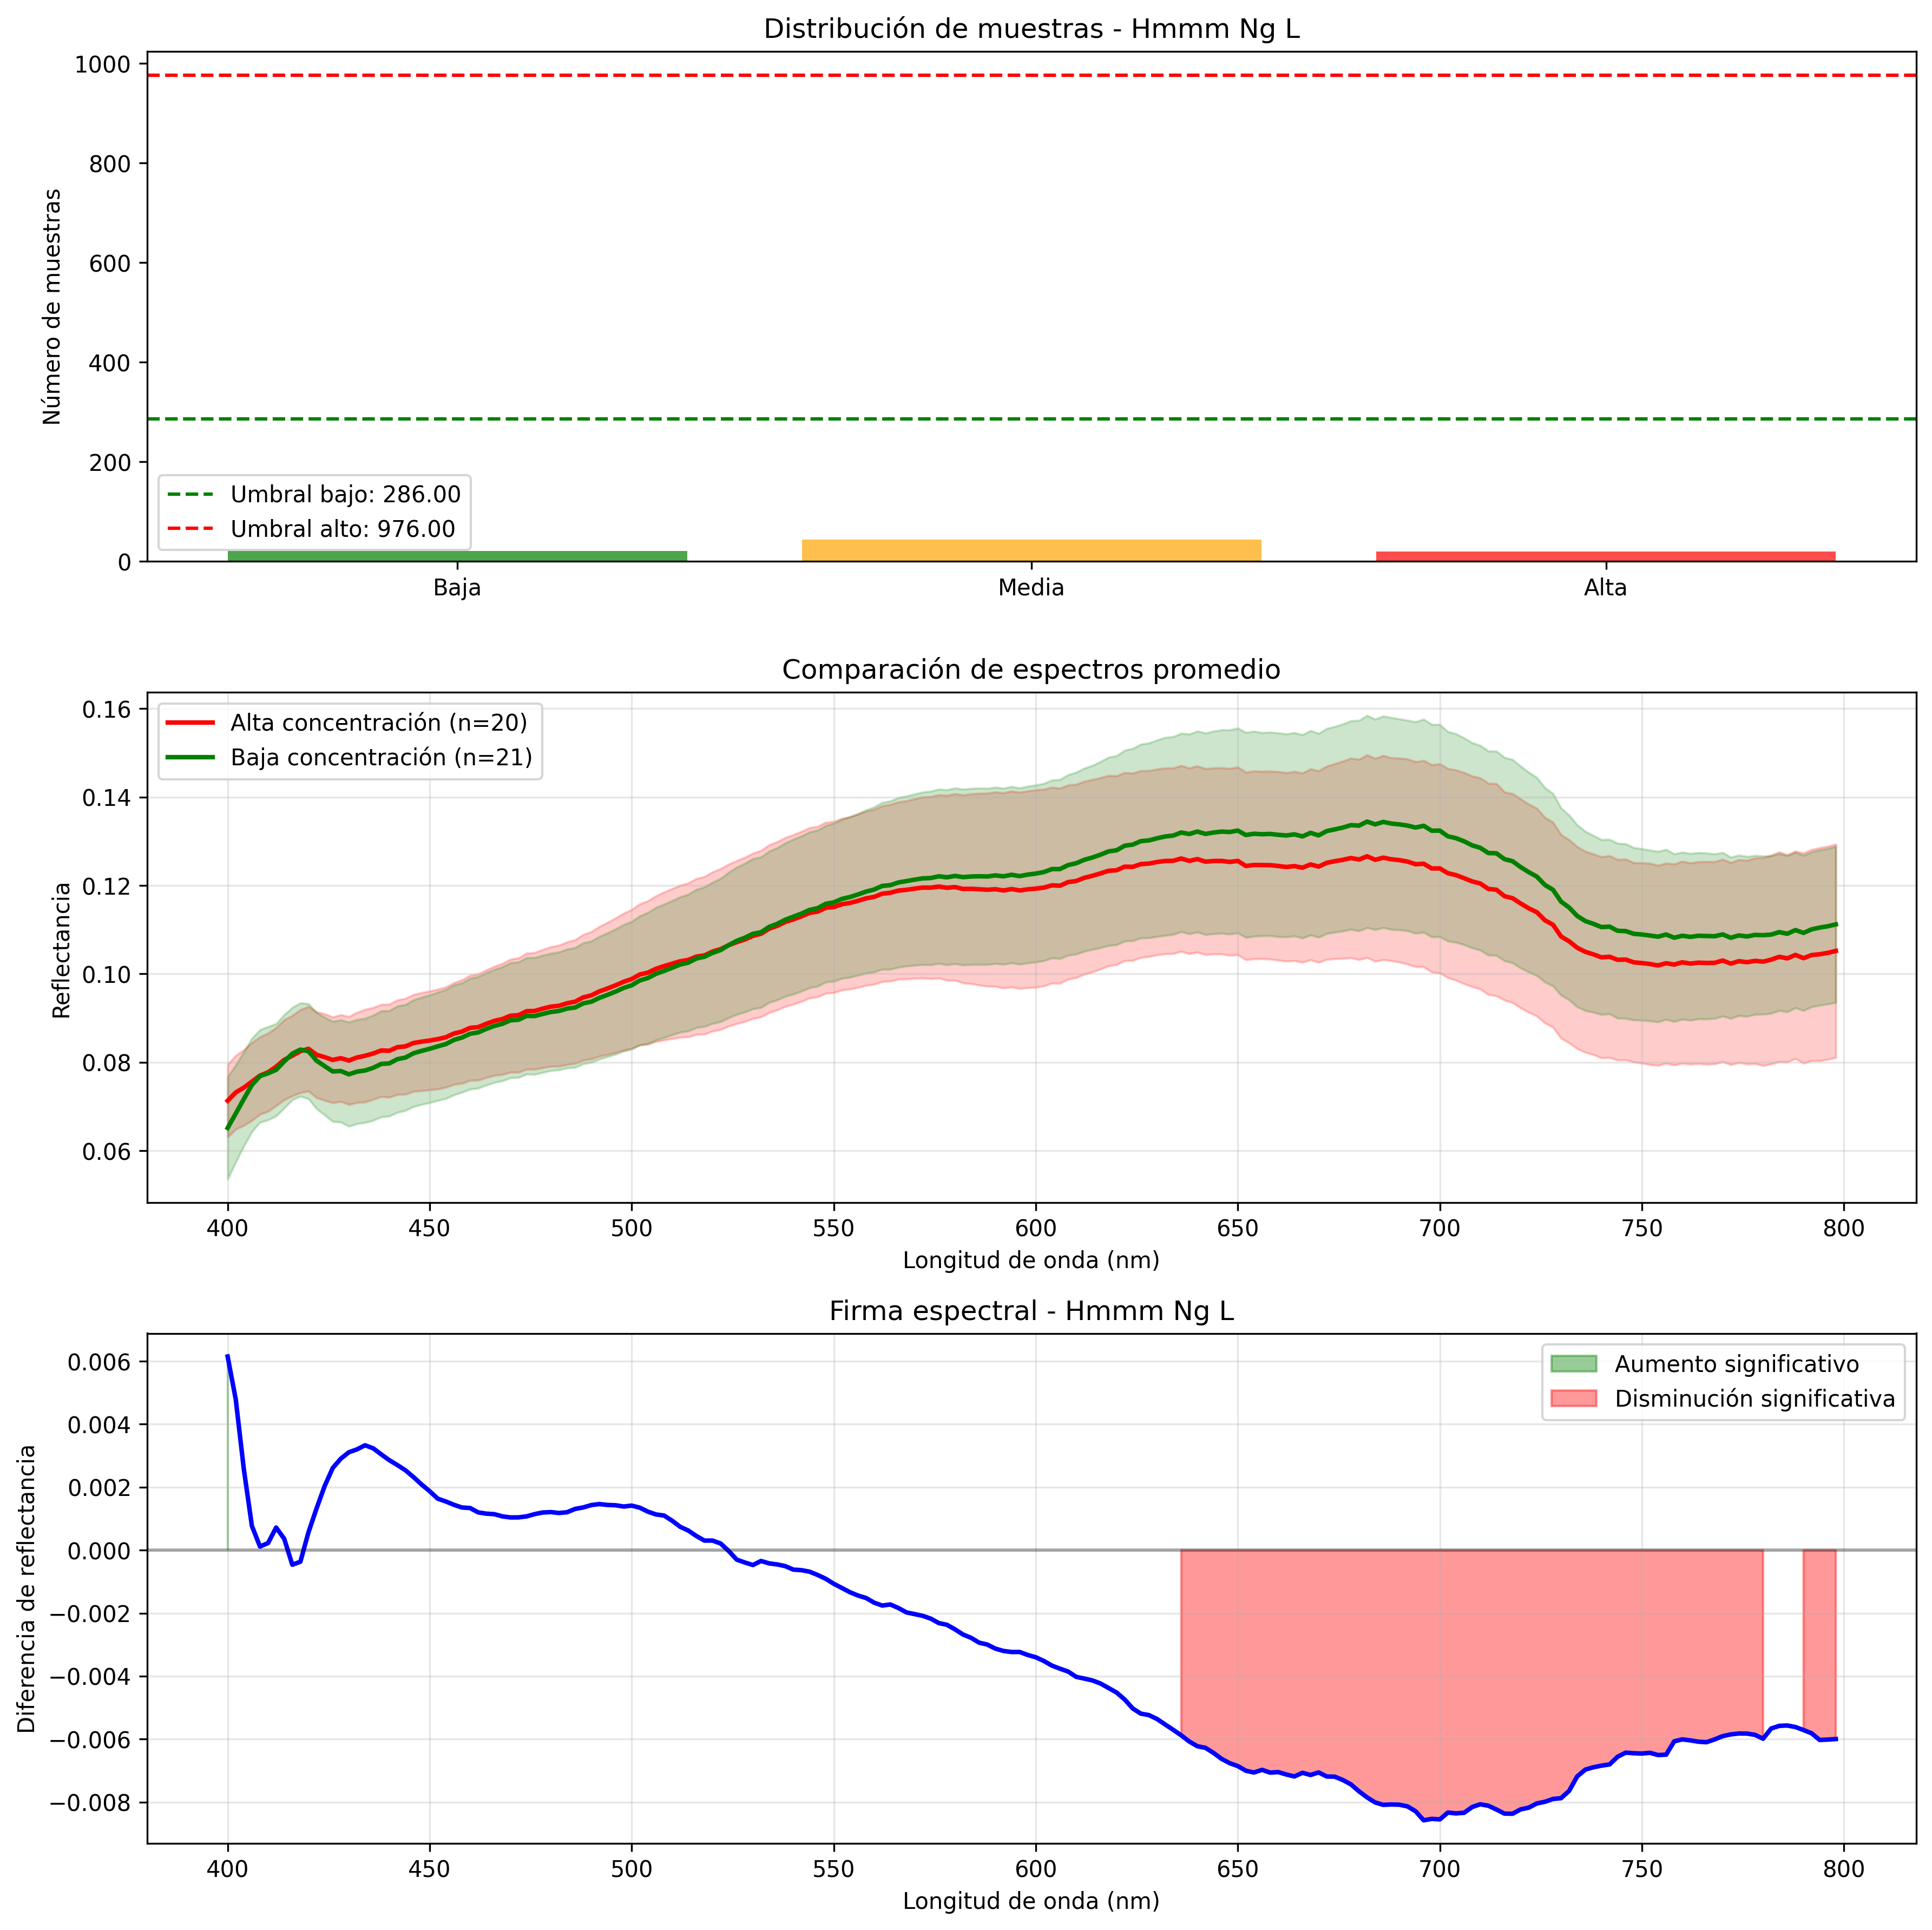 Distribución de muestras - Hmmm Ng L
1000
800
600
400
200
0
Número de muestras
Umbral bajo: 286.00
Umbral alto: 976.00
Baja Media Alta
Comparación de espectros promedio
0.16
0.14
0.12
0.10
0.08
0.06
Reflectancia
Alta concentración (n=20)
Baja concentración (n=21)
400 450 500 550 600 650 700 750 800
Longitud de onda (nm)
Firma espectral - Hmmm Ng L
0.006
0.004
0.002
0.000
−0.002
−0.004
−0.006
−0.008
Diferencia de reflectancia
Aumento significativo
Disminución significativa
400 450 500 550 600 650 700 750 800
Longitud de onda (nm)